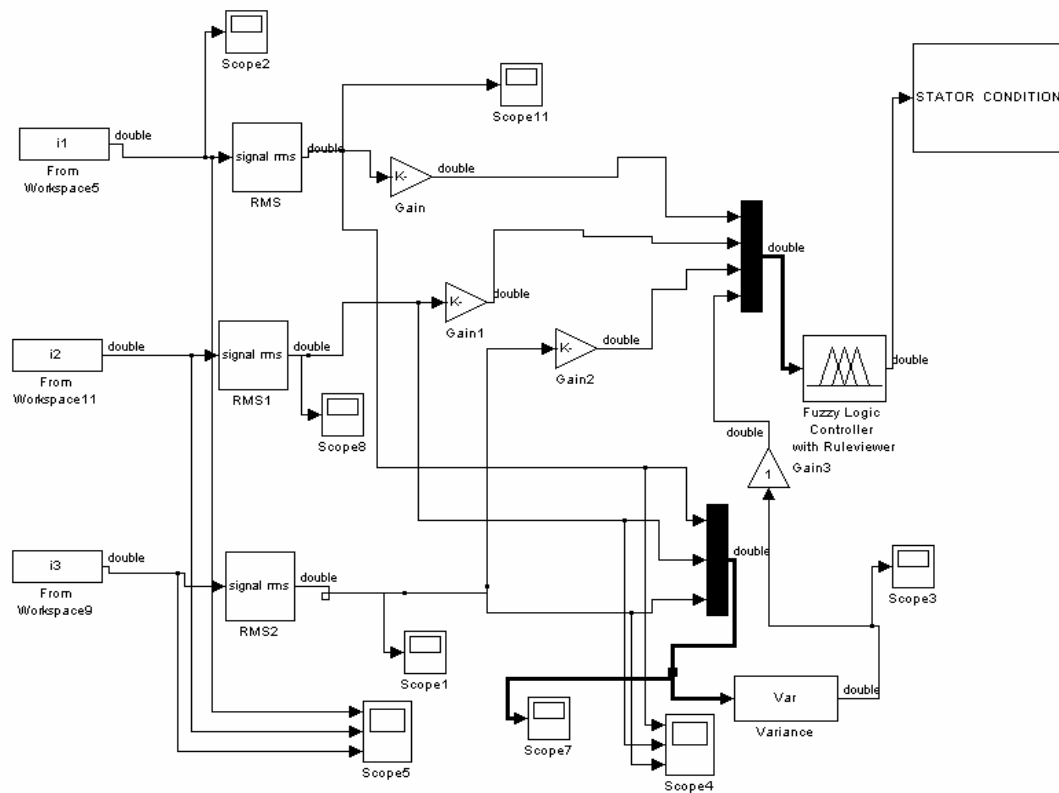 Scope2
double
i1
From
Workspace5
signal rms
RMS
double
Scope11
K-
double
Gain
STATOR CONDITION
double
K-
double
Gain1
double
i2
From
Workspace11
double
signal rms
double
RMS1
Scope8
K-
double
Gain2
double
Fuzzy Logic
Controller
with Ruleviewer
double
1
Gain3
double
i3
From
Workspace9
double
signal rms
double
RMS2
Scope1
double
Scope3
Scope5
Scope7
Scope4
Var
double
Variance